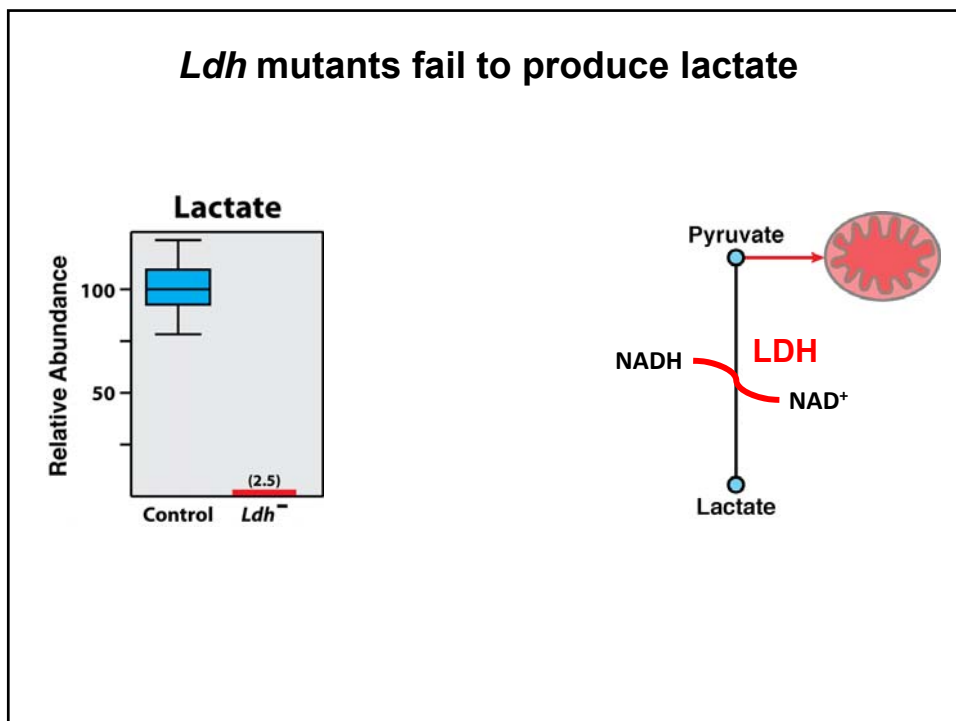 Ldh mutants fail to produce lactate
Lactate
Relative Abundance
100
50
(2.5)
Control Ldh⁻
Pyruvate
LDH
NADH
NAD⁺
Lactate